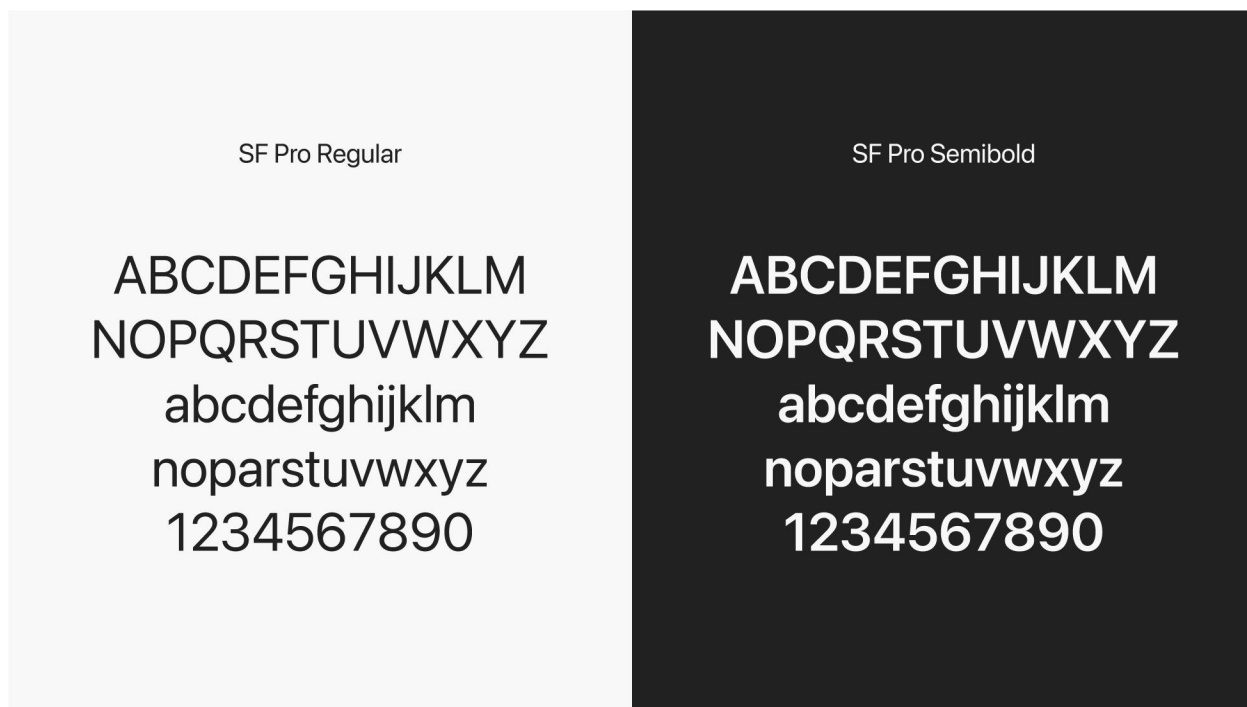 SF Pro Regular
ABCDEFGHIJKLM
NOPQRSTUVWXYZ
abcdefghijklm
noparstuvwxyz
1234567890
SF Pro Semibold
ABCDEFGHIJKLM
NOPQRSTUVWXYZ
abcdefghijklm
noparstuvwxyz
1234567890